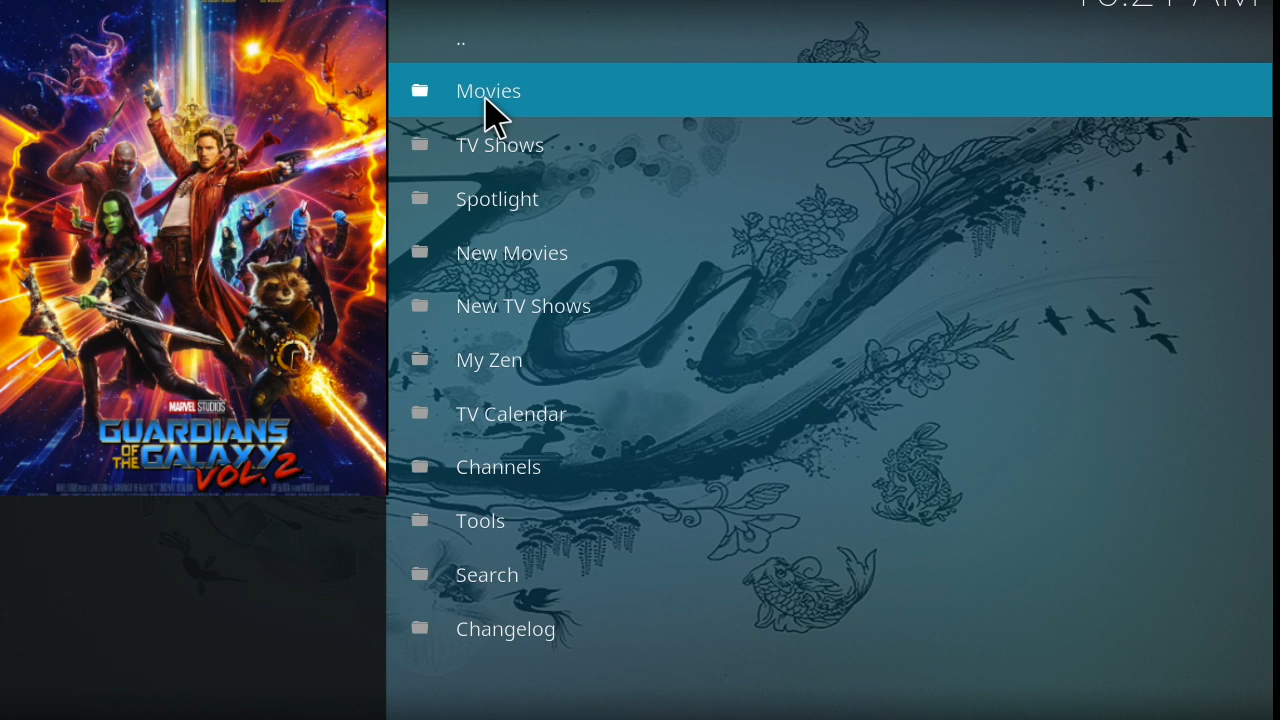 ..
Movies
TV Shows
Spotlight
New Movies
New TV Shows
My Zen
TV Calendar
Channels
Tools
Search
Changelog
Zen
MARVEL STUDIOS
GUARDIANS
OF THE GALAXY
VOL. 2